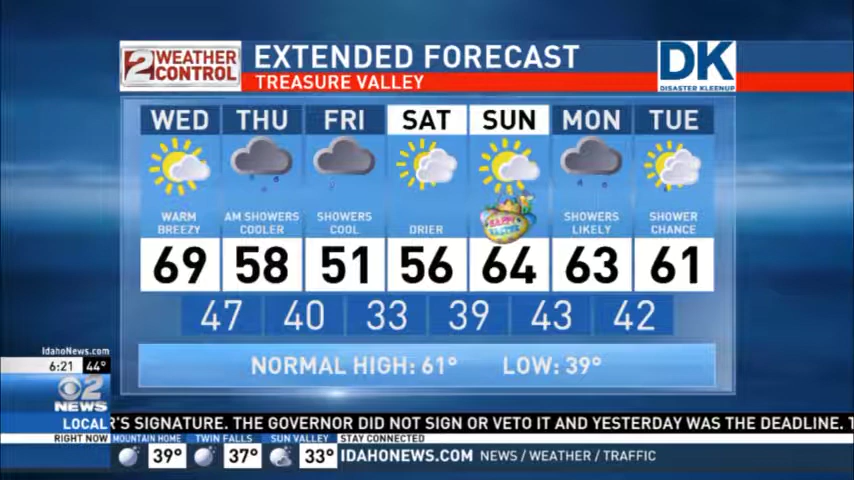 2 WEATHER CONTROL
EXTENDED FORECAST
TREASURE VALLEY
DK
DISASTER KLEENUP
WED THU FRI SAT SUN MON TUE
HAPPY EASTER
WARM BREEZY
AM SHOWERS COOLER
SHOWERS COOL
DRIER
SHOWERS LIKELY
SHOWER CHANCE
69 58 51 56 64 63 61
47 40 33 39 43 42
NORMAL HIGH: 61° LOW: 39°
IdahoNews.com
6:21 44°
2
NEWS
LOCAL
'S SIGNATURE. THE GOVERNOR DID NOT SIGN OR VETO IT AND YESTERDAY WAS THE DEADLINE.
RIGHT NOW MOUNTAIN HOME TWIN FALLS SUN VALLEY STAY CONNECTED
39° 37° 33° IDAHONEWS.COM NEWS / WEATHER / TRAFFIC